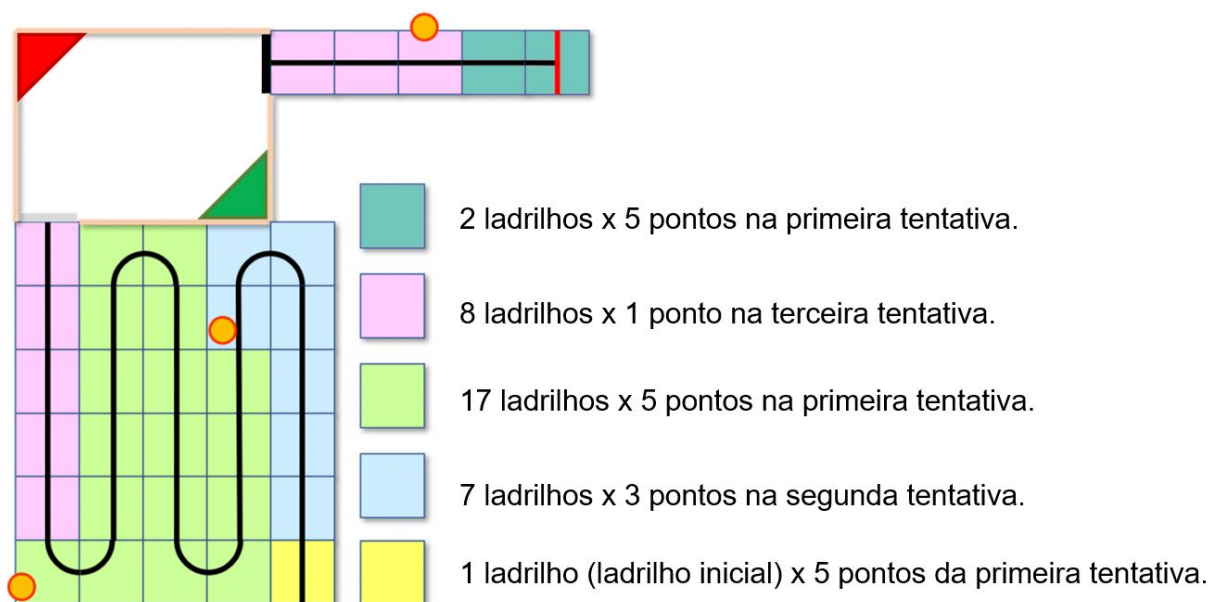 2 ladrilhos x 5 pontos na primeira tentativa.
8 ladrilhos x 1 ponto na terceira tentativa.
17 ladrilhos x 5 pontos na primeira tentativa.
7 ladrilhos x 3 pontos na segunda tentativa.
1 ladrilho (ladrilho inicial) x 5 pontos da primeira tentativa.